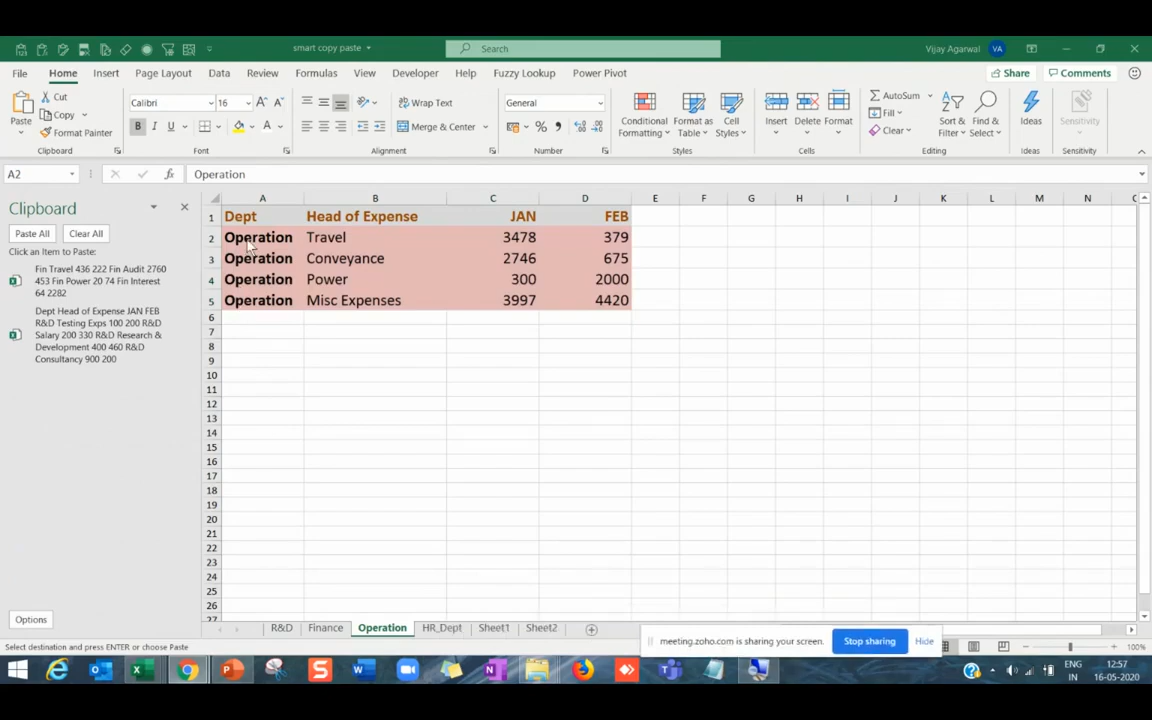 smart copy paste
Search
Vijay Agarwal VA
File Home Insert Page Layout Formulas Data Review View Developer Help Fuzzy Lookup Power Pivot Share Comments
Paste
Cut
Copy
Format Painter
Calibri 16
B I U A
Wrap Text
Merge & Center
General
%
Conditional Formatting
Format as Table
Cell Styles
Insert Delete Format
AutoSum
Fill
Clear
Sort & Filter
Find & Select
Ideas
Sensitivity
Clipboard Font Alignment Number Styles Cells Editing Ideas Sensitivity
A2 fx Operation
Clipboard
Paste All Clear All
Click an Item to Paste:
Fin Travel 436 222 Fin Audit 2760
453 Fin Power 20 74 Fin Interest
64 2282
Dept Head of Expense JAN FEB
R&D Testing Exps 100 200 R&D
Salary 200 330 R&D Research &
Development 400 460 R&D
Consultancy 900 200
Options
A B C D E F G H I J K L M N
1 Dept Head of Expense JAN FEB
2 Operation Travel 3478 379
3 Operation Conveyance 2746 675
4 Operation Power 300 2000
5 Operation Misc Expenses 3997 4420
6
7
8
9
10
11
12
13
14
15
16
17
18
19
20
21
22
23
24
25
26
27
R&D Finance Operation HR_Dept Sheet1 Sheet2
meeting.zoho.com is sharing your screen. Stop sharing Hide
Select destination and press ENTER or choose Paste
100%
ENG
IN
12:57
16-05-2020